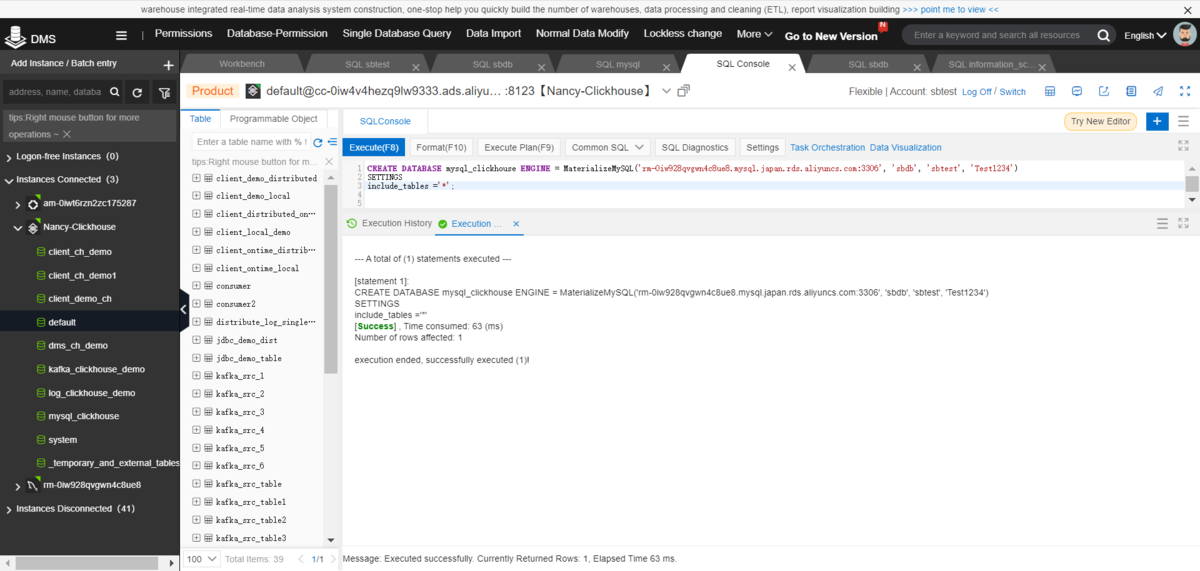 warehouse integrated real-time data analysis system construction, one-stop help you quickly build the number of warehouses, data processing and cleaning (ETL), report visualization building >>> point me to view <<
DMS
Permissions Database-Permission Single Database Query Data Import Normal Data Modify Lockless change More Go to New Version N Enter a keyword and search all resources English
Add Instance / Batch entry +
Workbench SQL sbtest SQL sbdb SQL mysql SQL Console SQL sbdb SQL information_sc...
address, name, databa
Product default@cc-0iw4v4hezq9lw9333.ads.aliyu... :8123【Nancy-Clickhouse】 Flexible | Account: sbtest Log Off / Switch
tips:Right mouse button for more
operations ~
Logon-free Instances (0)
Instances Connected (3)
am-0iwt6rzn2zc175287
Nancy-Clickhouse
client_ch_demo
client_ch_demo1
client_demo_ch
default
dms_ch_demo
kafka_clickhouse_demo
log_clickhouse_demo
mysql_clickhouse
system
_temporary_and_external_tables
rm-0iw928qvgwn4c8ue8
Instances Disconnected (41)
Table Programmable Object
Enter a table name with % !
tips:Right mouse button for m...
client_demo_distributed
client_demo_local
client_distributed_on...
client_local_demo
client_ontime_distrib...
client_ontime_local
consumer
consumer2
distribute_log_single...
jdbc_demo_dist
jdbc_demo_table
kafka_src_1
kafka_src_2
kafka_src_3
kafka_src_4
kafka_src_5
kafka_src_6
kafka_src_table
kafka_src_table1
kafka_src_table2
kafka_src_table3
100 Total Items: 39 1/1
SQLConsole
Try New Editor
Execute(F8) Format(F10) Execute Plan(F9) Common SQL SQL Diagnostics Settings Task Orchestration Data Visualization
1 CREATE DATABASE mysql_clickhouse ENGINE = MaterializeMySQL('rm-0iw928qvgwn4c8ue8.mysql.japan.rds.aliyuncs.com:3306', 'sbdb', 'sbtest', 'Test1234')
2 SETTINGS
3 include_tables ='*';
4
5
Execution History Execution ...
--- A total of (1) statements executed ---
[statement 1]:
CREATE DATABASE mysql_clickhouse ENGINE = MaterializeMySQL('rm-0iw928qvgwn4c8ue8.mysql.japan.rds.aliyuncs.com:3306', 'sbdb', 'sbtest', 'Test1234')
SETTINGS
include_tables ='*'
[Success] , Time consumed: 63 (ms)
Number of rows affected: 1
execution ended, successfully executed (1)!
Message: Executed successfully. Currently Returned Rows: 1, Elapsed Time 63 ms.